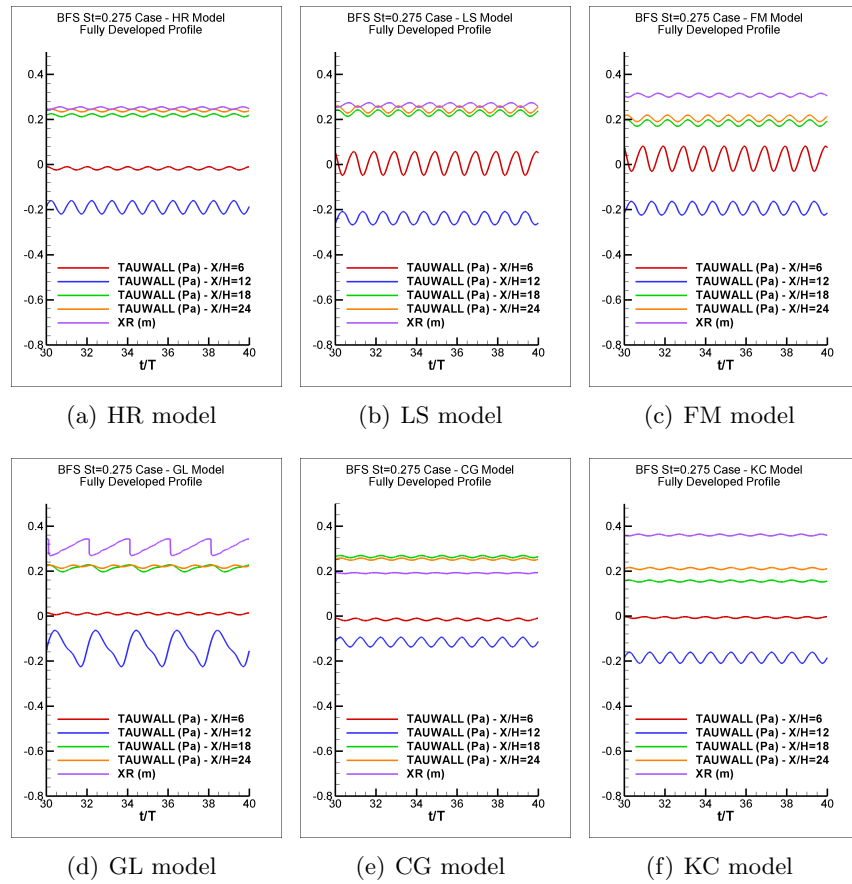 BFS St=0.275 Case - HR Model
Fully Developed Profile
0.4
0.2
0
-0.2
-0.4
-0.6
-0.8
TAUWALL (Pa) - X/H=6
TAUWALL (Pa) - X/H=12
TAUWALL (Pa) - X/H=18
TAUWALL (Pa) - X/H=24
XR (m)
30 32 34 36 38 40
t/T
(a) HR model
BFS St=0.275 Case - LS Model
Fully Developed Profile
0.4
0.2
0
-0.2
-0.4
-0.6
-0.8
TAUWALL (Pa) - X/H=6
TAUWALL (Pa) - X/H=12
TAUWALL (Pa) - X/H=18
TAUWALL (Pa) - X/H=24
XR (m)
30 32 34 36 38 40
t/T
(b) LS model
BFS St=0.275 Case - FM Model
Fully Developed Profile
0.4
0.2
0
-0.2
-0.4
-0.6
-0.8
TAUWALL (Pa) - X/H=6
TAUWALL (Pa) - X/H=12
TAUWALL (Pa) - X/H=18
TAUWALL (Pa) - X/H=24
XR (m)
30 32 34 36 38 40
t/T
(c) FM model
BFS St=0.275 Case - GL Model
Fully Developed Profile
0.4
0.2
0
-0.2
-0.4
-0.6
-0.8
TAUWALL (Pa) - X/H=6
TAUWALL (Pa) - X/H=12
TAUWALL (Pa) - X/H=18
TAUWALL (Pa) - X/H=24
XR (m)
30 32 34 36 38 40
t/T
(d) GL model
BFS St=0.275 Case - CG Model
Fully Developed Profile
0.4
0.2
0
-0.2
-0.4
-0.6
-0.8
TAUWALL (Pa) - X/H=6
TAUWALL (Pa) - X/H=12
TAUWALL (Pa) - X/H=18
TAUWALL (Pa) - X/H=24
XR (m)
30 32 34 36 38 40
t/T
(e) CG model
BFS St=0.275 Case - KC Model
Fully Developed Profile
0.4
0.2
0
-0.2
-0.4
-0.6
-0.8
TAUWALL (Pa) - X/H=6
TAUWALL (Pa) - X/H=12
TAUWALL (Pa) - X/H=18
TAUWALL (Pa) - X/H=24
XR (m)
30 32 34 36 38 40
t/T
(f) KC model